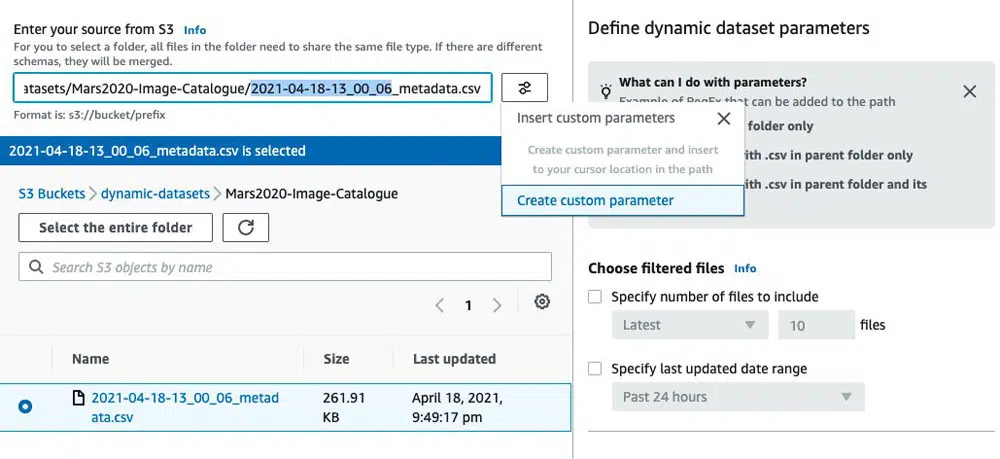 Enter your source from S3 Info
For you to select a folder, all files in the folder need to share the same file type. If there are different
schemas, they will be merged.
atasets/Mars2020-Image-Catalogue/2021-04-18-13_00_06_metadata.csv
Format is: s3://bucket/prefix
2021-04-18-13_00_06_metadata.csv is selected
S3 Buckets
dynamic-datasets
Mars2020-Image-Catalogue
Select the entire folder
Search S3 objects by name
1
Name
Size
Last updated
2021-04-18-13_00_06_metad
ata.csv
261.91
KB
April 18, 2021,
9:49:17 pm
Insert custom parameters
Create custom parameter and insert
to your cursor location in the path
Create custom parameter
Define dynamic dataset parameters
What can I do with parameters?
Example of RegEx that can be added to the path
folder only
ith .csv in parent folder only
ith .csv in parent folder and its
Choose filtered files Info
Specify number of files to include
Latest
10
files
Specify last updated date range
Past 24 hours